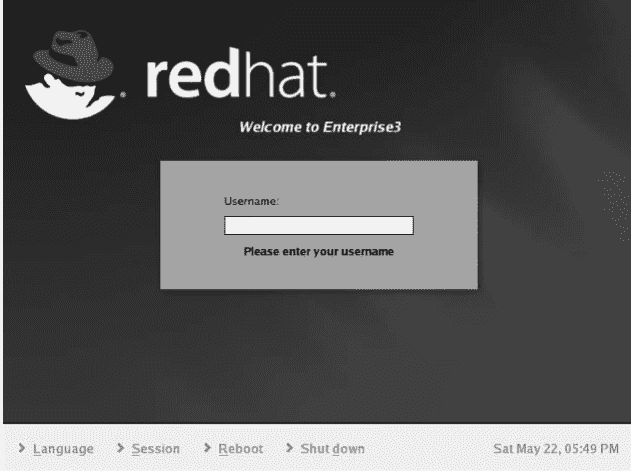 redhat.
Welcome to Enterprise3
Username:
Please enter your username
Language
Session
Reboot
Shut down
Sat May 22, 05:49 PM